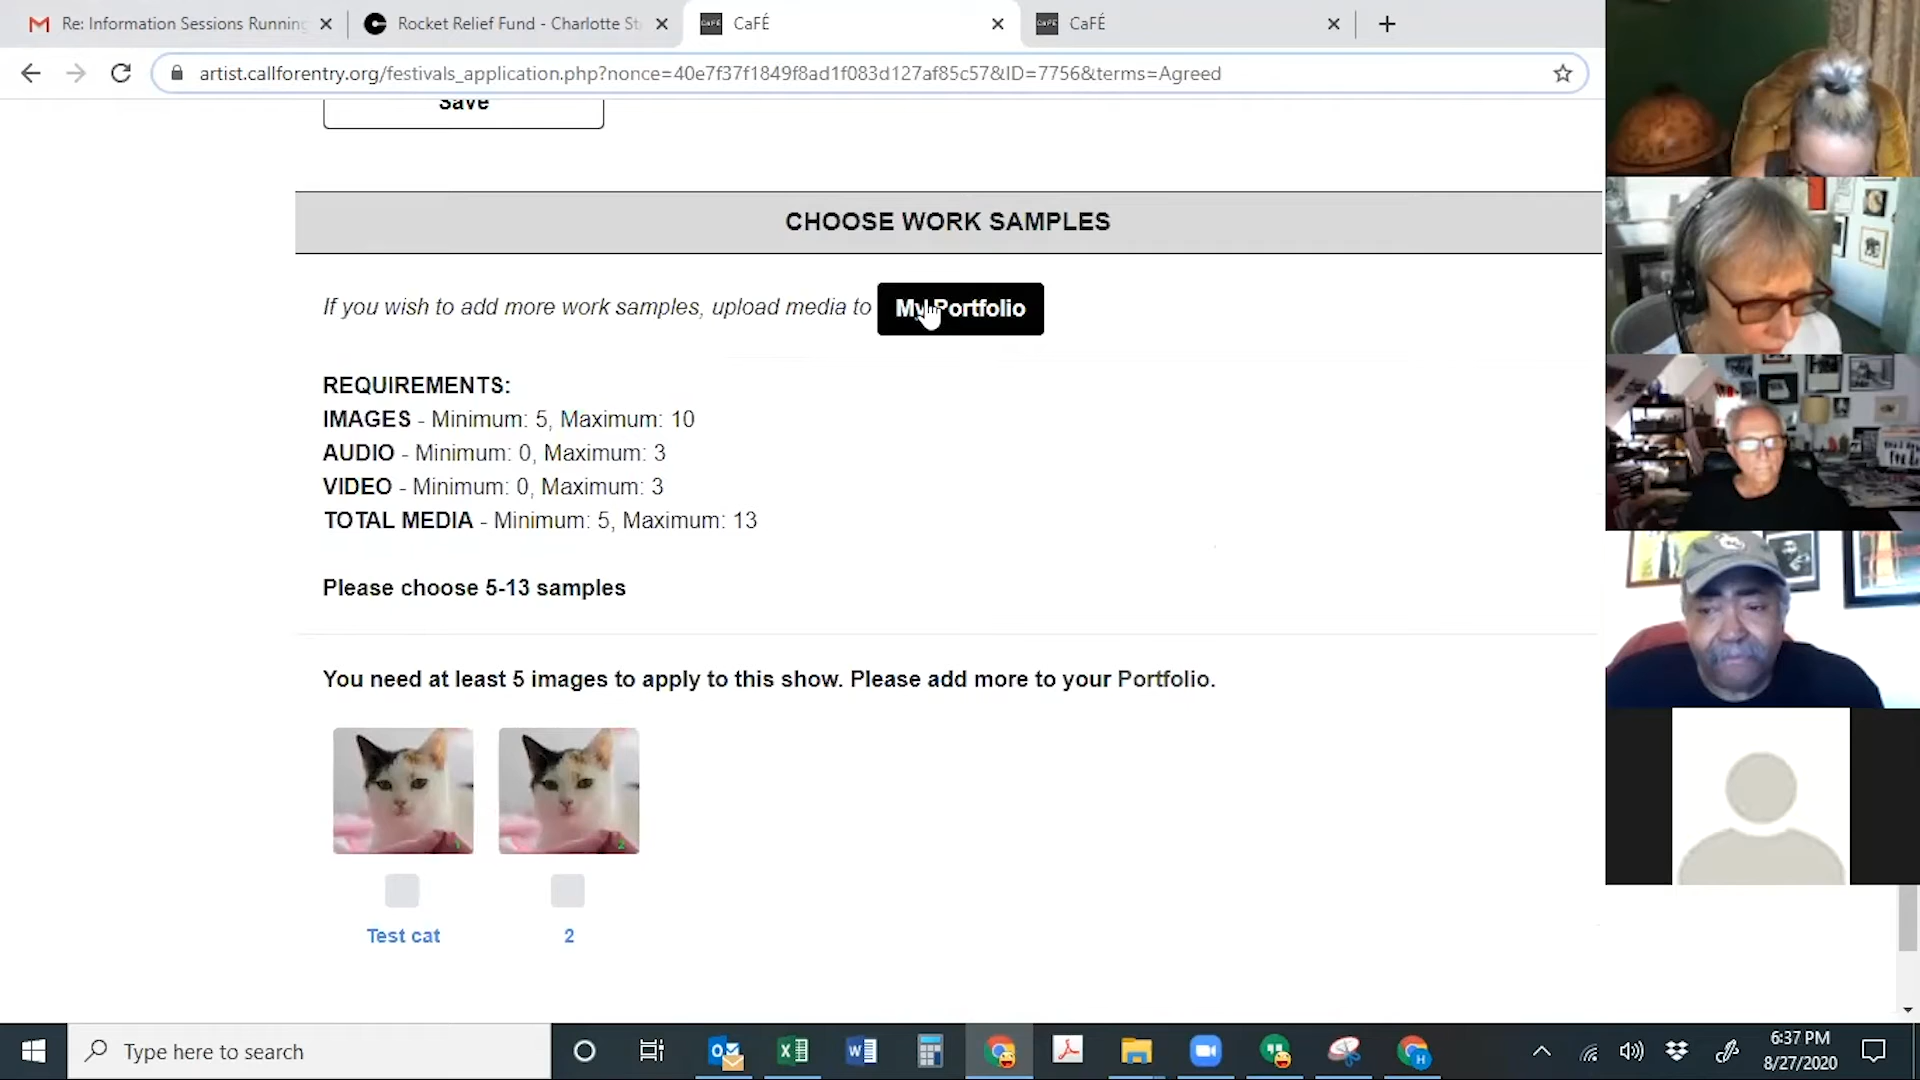 Re: Information Sessions Running
Rocket Relief Fund - Charlotte St
CaFÉ
CaFÉ
artist.callforentry.org/festivals_application.php?nonce=40e7f37f1849f8ad1f083d127af85c57&ID=7756&terms=Agreed
Save
CHOOSE WORK SAMPLES
If you wish to add more work samples, upload media to My Portfolio
REQUIREMENTS:
IMAGES - Minimum: 5, Maximum: 10
AUDIO - Minimum: 0, Maximum: 3
VIDEO - Minimum: 0, Maximum: 3
TOTAL MEDIA - Minimum: 5, Maximum: 13
Please choose 5-13 samples
You need at least 5 images to apply to this show. Please add more to your Portfolio.
1 2
Test cat 2
Type here to search
6:37 PM
8/27/2020